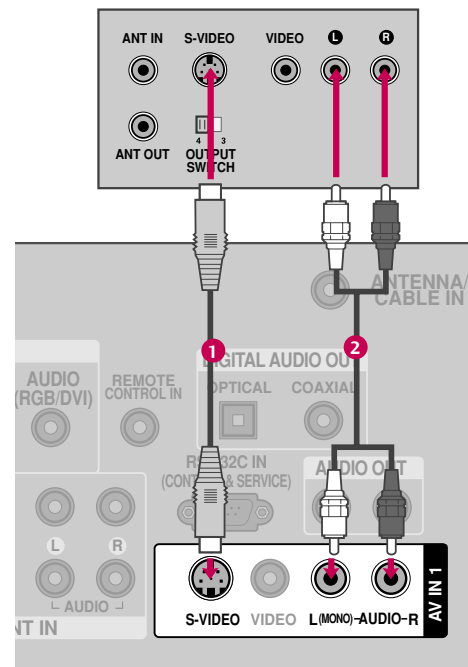 ANT IN S-VIDEO VIDEO L R
4 3
ANT OUT OUTPUT
SWITCH
ANTENNA/
CABLE IN
1 2
DIGITAL AUDIO OUT
AUDIO
(RGB/DVI)
REMOTE
CONTROL IN
OPTICAL COAXIAL
RS-232C IN
(CONTROL & SERVICE)
AUDIO OUT
L R
AUDIO
NT IN
S-VIDEO VIDEO L(MONO)-AUDIO-R
AV IN 1